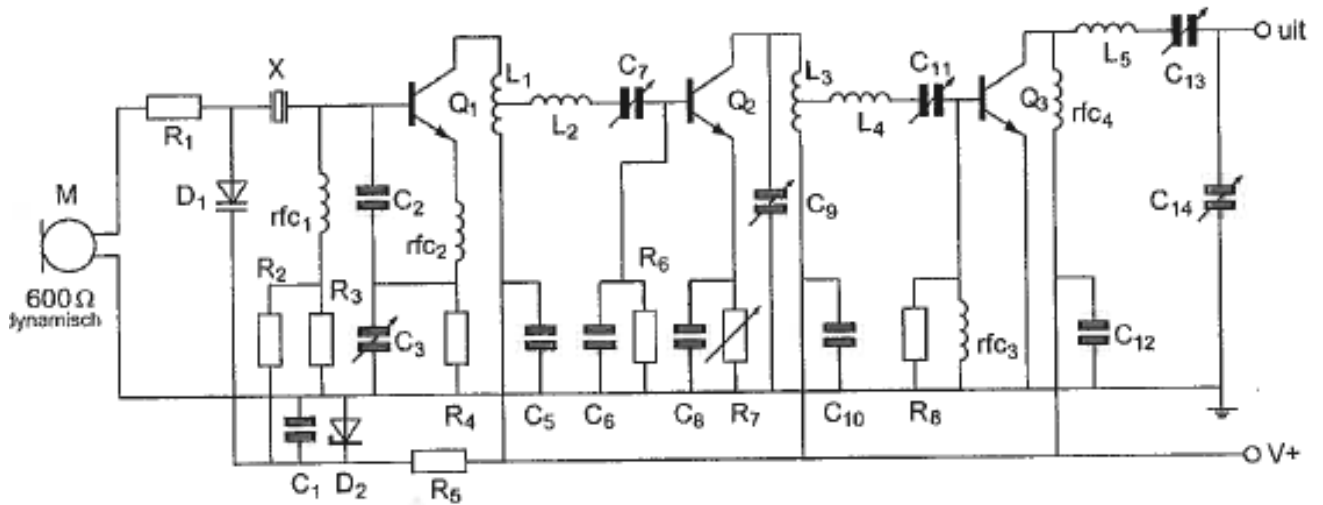 uit
L₅
C₁₃
X
C₇
C₁₁
L₁
L₃
Q₁
Q₂
Q₃
rfc₄
R₁
L₂
L₄
M
D₁
C₂
C₁₄
rfc₁
rfc₂
C₉
R₂
R₆
600 Ω
R₃
dynamisch
C₃
rfc₃
C₁₂
R₄
C₅
C₆
C₈
R₇
C₁₀
R₈
V+
C₁
D₂
R₅